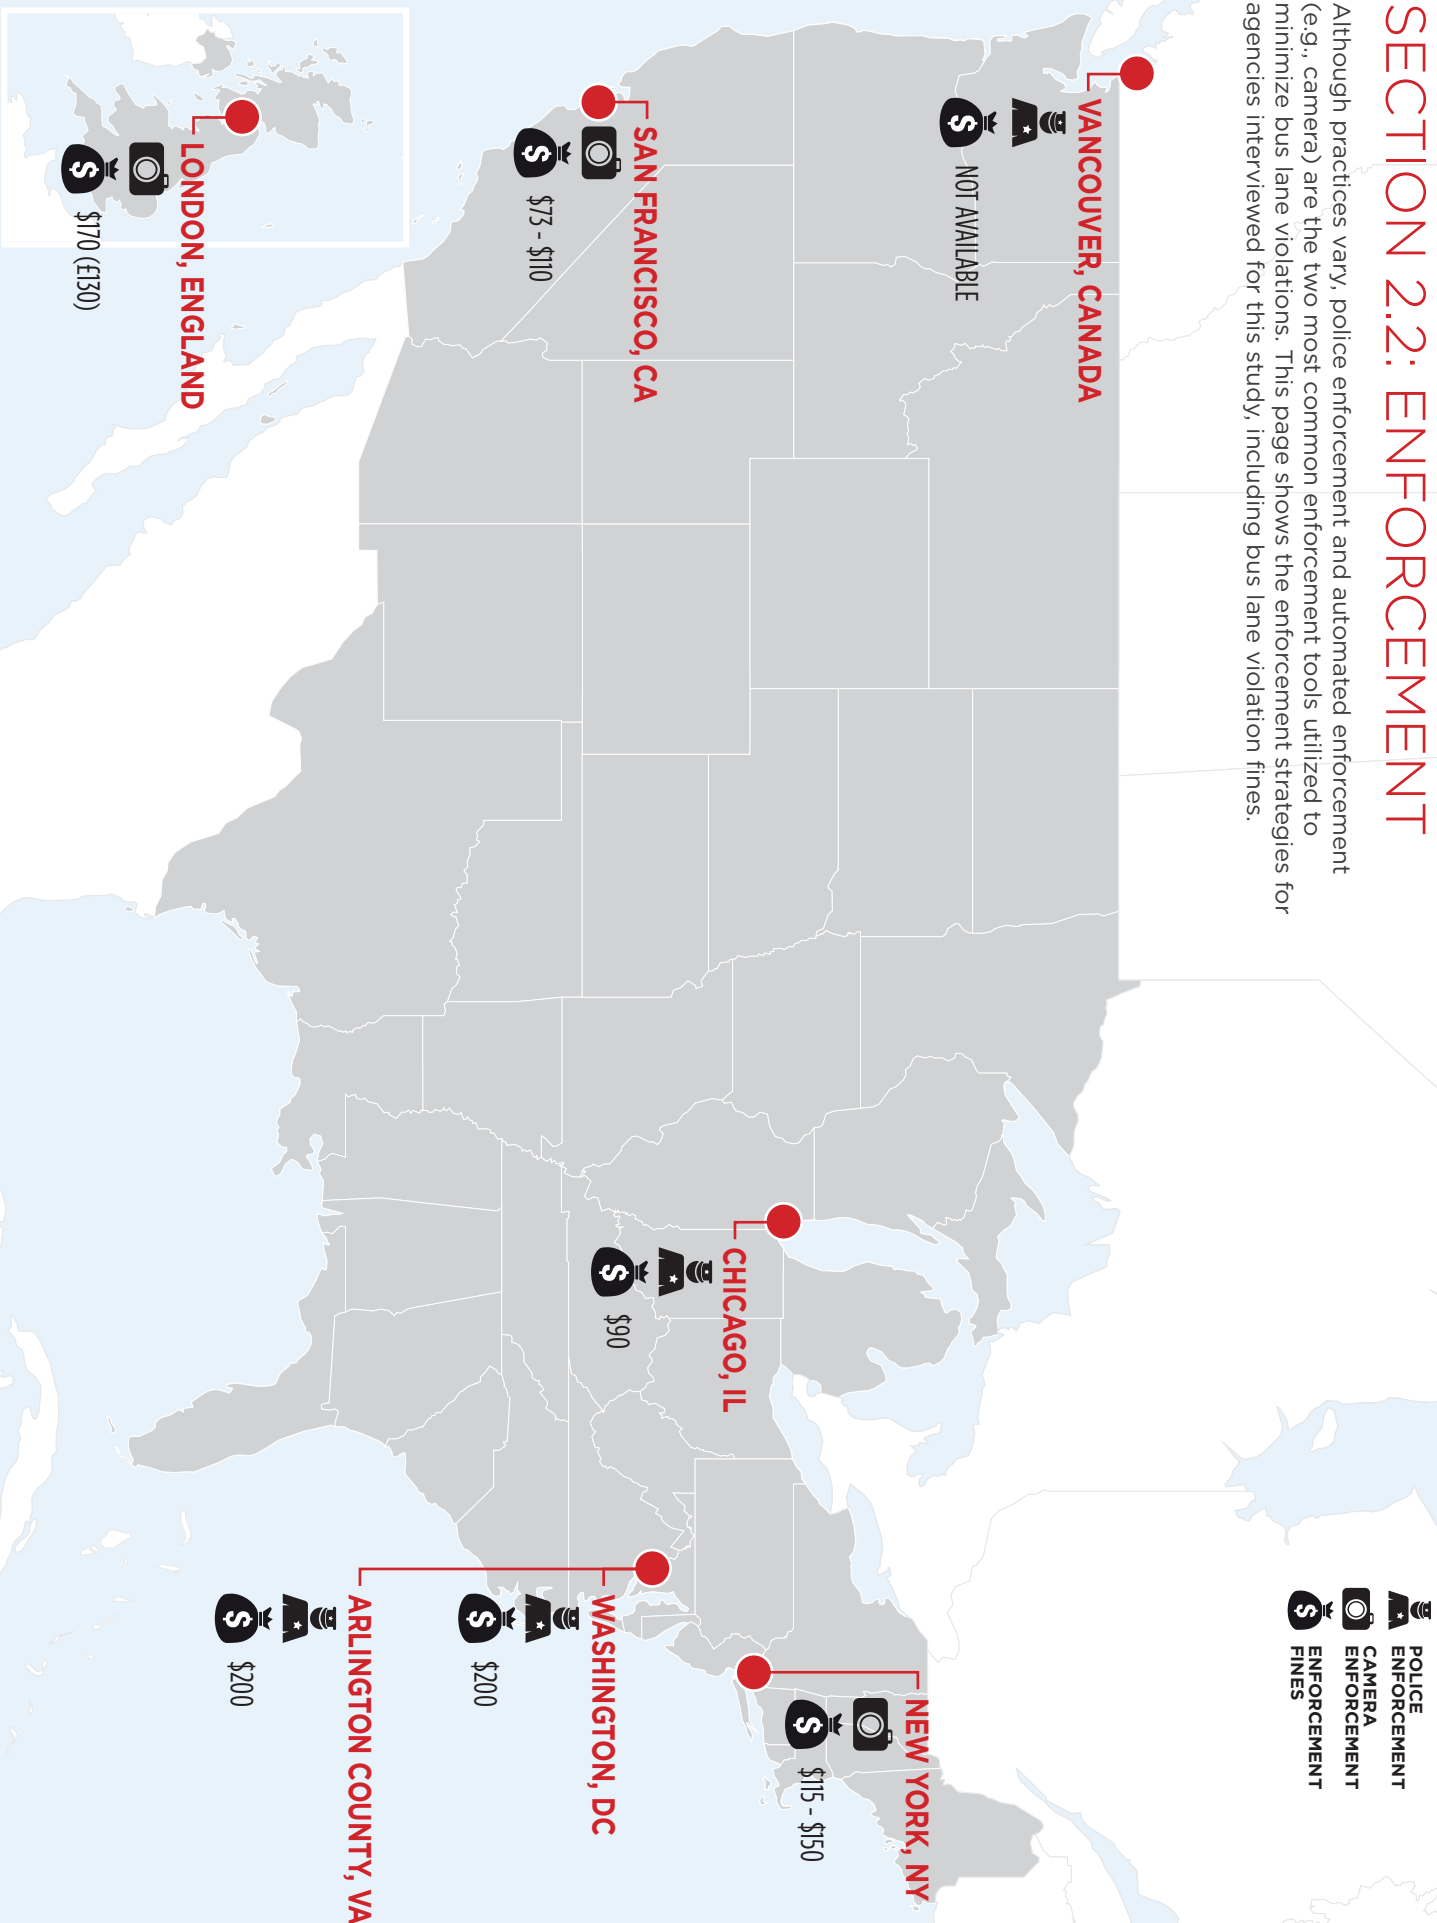 SECTION 2.2: ENFORCEMENT
Although practices vary, police enforcement and automated enforcement
(e.g., camera) are the two most common enforcement tools utilized to
minimize bus lane violations. This page shows the enforcement strategies for
agencies interviewed for this study, including bus lane violation fines.
POLICE
ENFORCEMENT
CAMERA
ENFORCEMENT
ENFORCEMENT
FINES
VANCOUVER, CANADA
$
NOT AVAILABLE
SAN FRANCISCO, CA
$
$73 - $110
LONDON, ENGLAND
$
$170 (£130)
CHICAGO, IL
$
$90
NEW YORK, NY
$
$115 - $150
WASHINGTON, DC
$
$200
ARLINGTON COUNTY, VA
$
$200
$